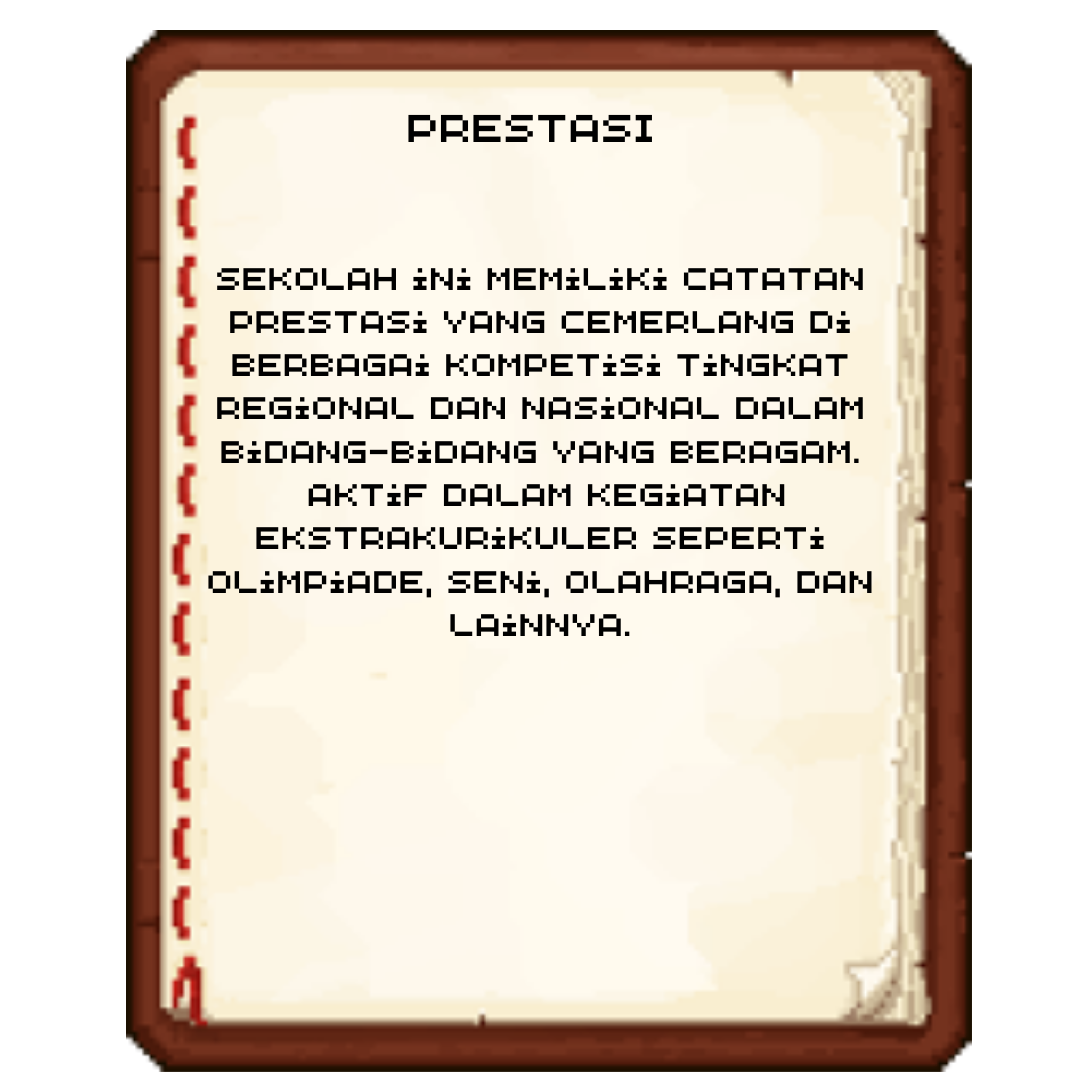 PRESTASI
SEKOLAH iNi MEMiLiKi CATATAN
PRESTASi YANG CEMERLANG Di
BERBAGAi KOMPETiSi TiNGKAT
REGiONAL DAN NASiONAL DALAM
BiDANG-BiDANG YANG BERAGAM.
AKTiF DALAM KEGiATAN
EKSTRAKURiKULER SEPERTi
OLiMPiADE, SENi, OLAHRAGA, DAN
LAiNNYA.